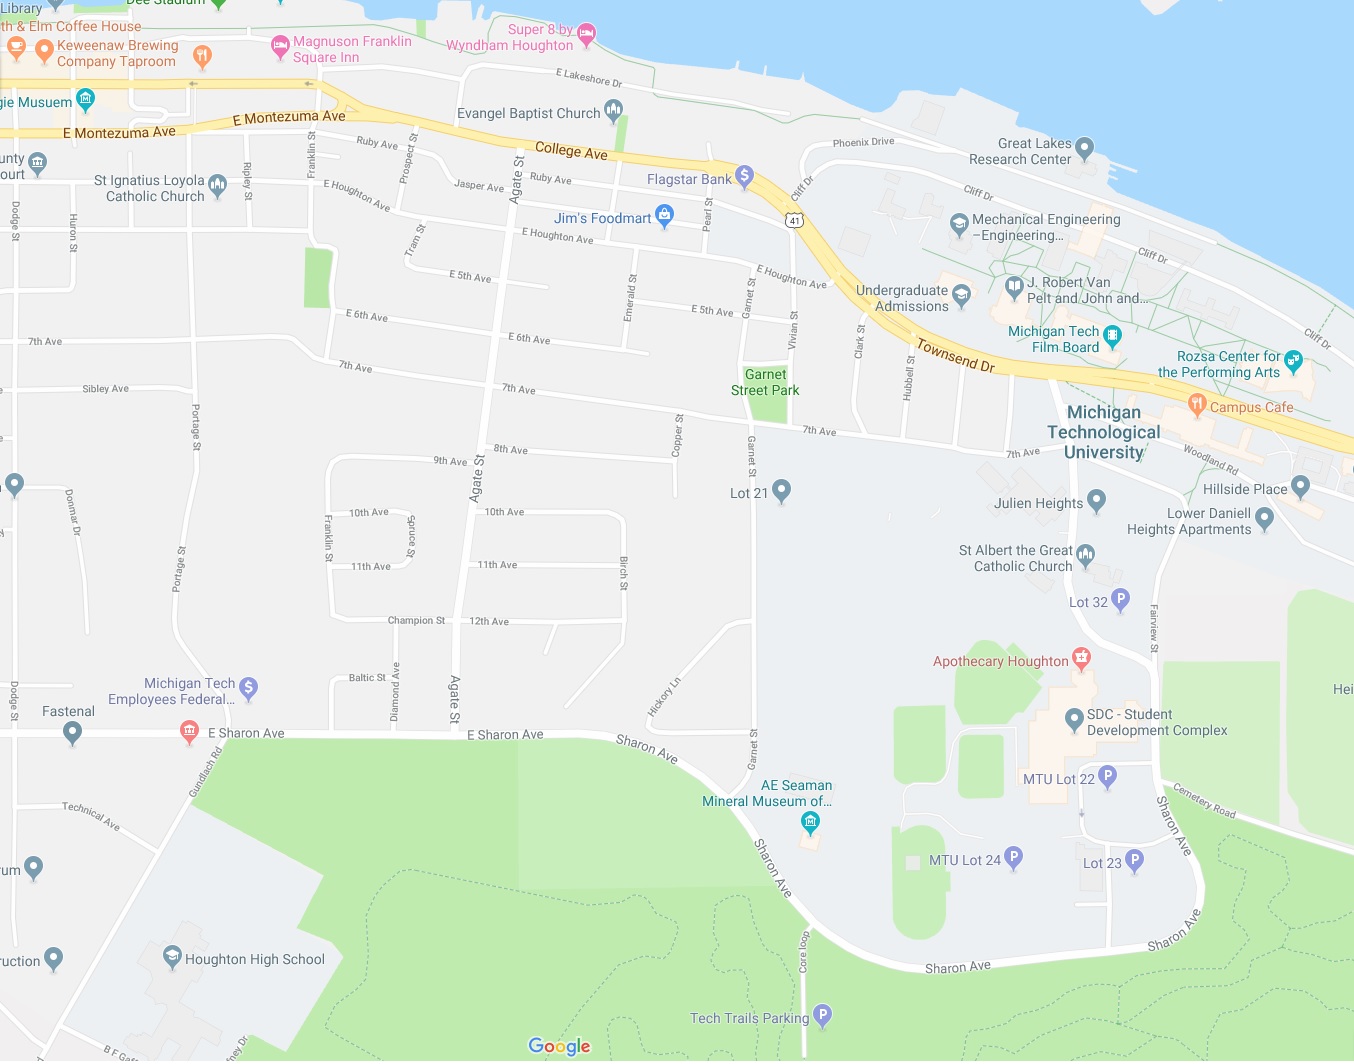 Library
Dee Stadium
th & Elm Coffee House
Keweenaw Brewing
Company Taproom
Magnuson Franklin
Square Inn
Super 8 by
Wyndham Houghton
E Lakeshore Dr
gie Musuem
E Montezuma Ave
E Montezuma Ave
Evangel Baptist Church
College Ave
Phoenix Drive
Great Lakes
Research Center
unty
ourt
St Ignatius Loyola
Catholic Church
Ripley St
Franklin St
Ruby Ave
Prospect St
Jasper Ave
Agate St
Ruby Ave
Flagstar Bank
Cliff Dr
Cliff Dr
41
Dodge St
Huron St
E Houghton Ave
Tram St
E Houghton Ave
Jim's Foodmart
Pearl St
Mechanical Engineering
–Engineering...
Cliff Dr
E 5th Ave
Emerald St
E 5th Ave
Garnet St
E Houghton Ave
Vivian St
Undergraduate
Admissions
J. Robert Van
Pelt and John and...
Michigan Tech
Film Board
Cliff Dr
E 6th Ave
E 6th Ave
Clark St
Hubbell St
Townsend Dr
Rozsa Center for
the Performing Arts
7th Ave
7th Ave
7th Ave
Garnet
Street Park
Sibley Ave
Portage St
Campus Cafe
Michigan
Technological
University
7th Ave
7th Ave
Copper St
Garnet St
8th Ave
9th Ave
Agate St
Woodland Rd
Lot 21
Julien Heights
Hillside Place
Lower Daniell
Heights Apartments
Donmar Dr
10th Ave
Spruce St
10th Ave
Franklin St
11th Ave
11th Ave
Birch St
Portage St
St Albert the Great
Catholic Church
Lot 32
Fairview St
Champion St
12th Ave
Apothecary Houghton
Baltic St
Diamond Ave
Agate St
Hickory Ln
Michigan Tech
Employees Federal...
Dodge St
Fastenal
E Sharon Ave
E Sharon Ave
Sharon Ave
Garnet St
SDC - Student
Development Complex
Hei
Gundlach Rd
AE Seaman
Mineral Museum of...
MTU Lot 22
Cemetery Road
Technical Ave
Sharon Ave
Sharon Ave
MTU Lot 24
Lot 23
rum
Houghton High School
ruction
Core loop
Sharon Ave
Sharon Ave
Tech Trails Parking
Google